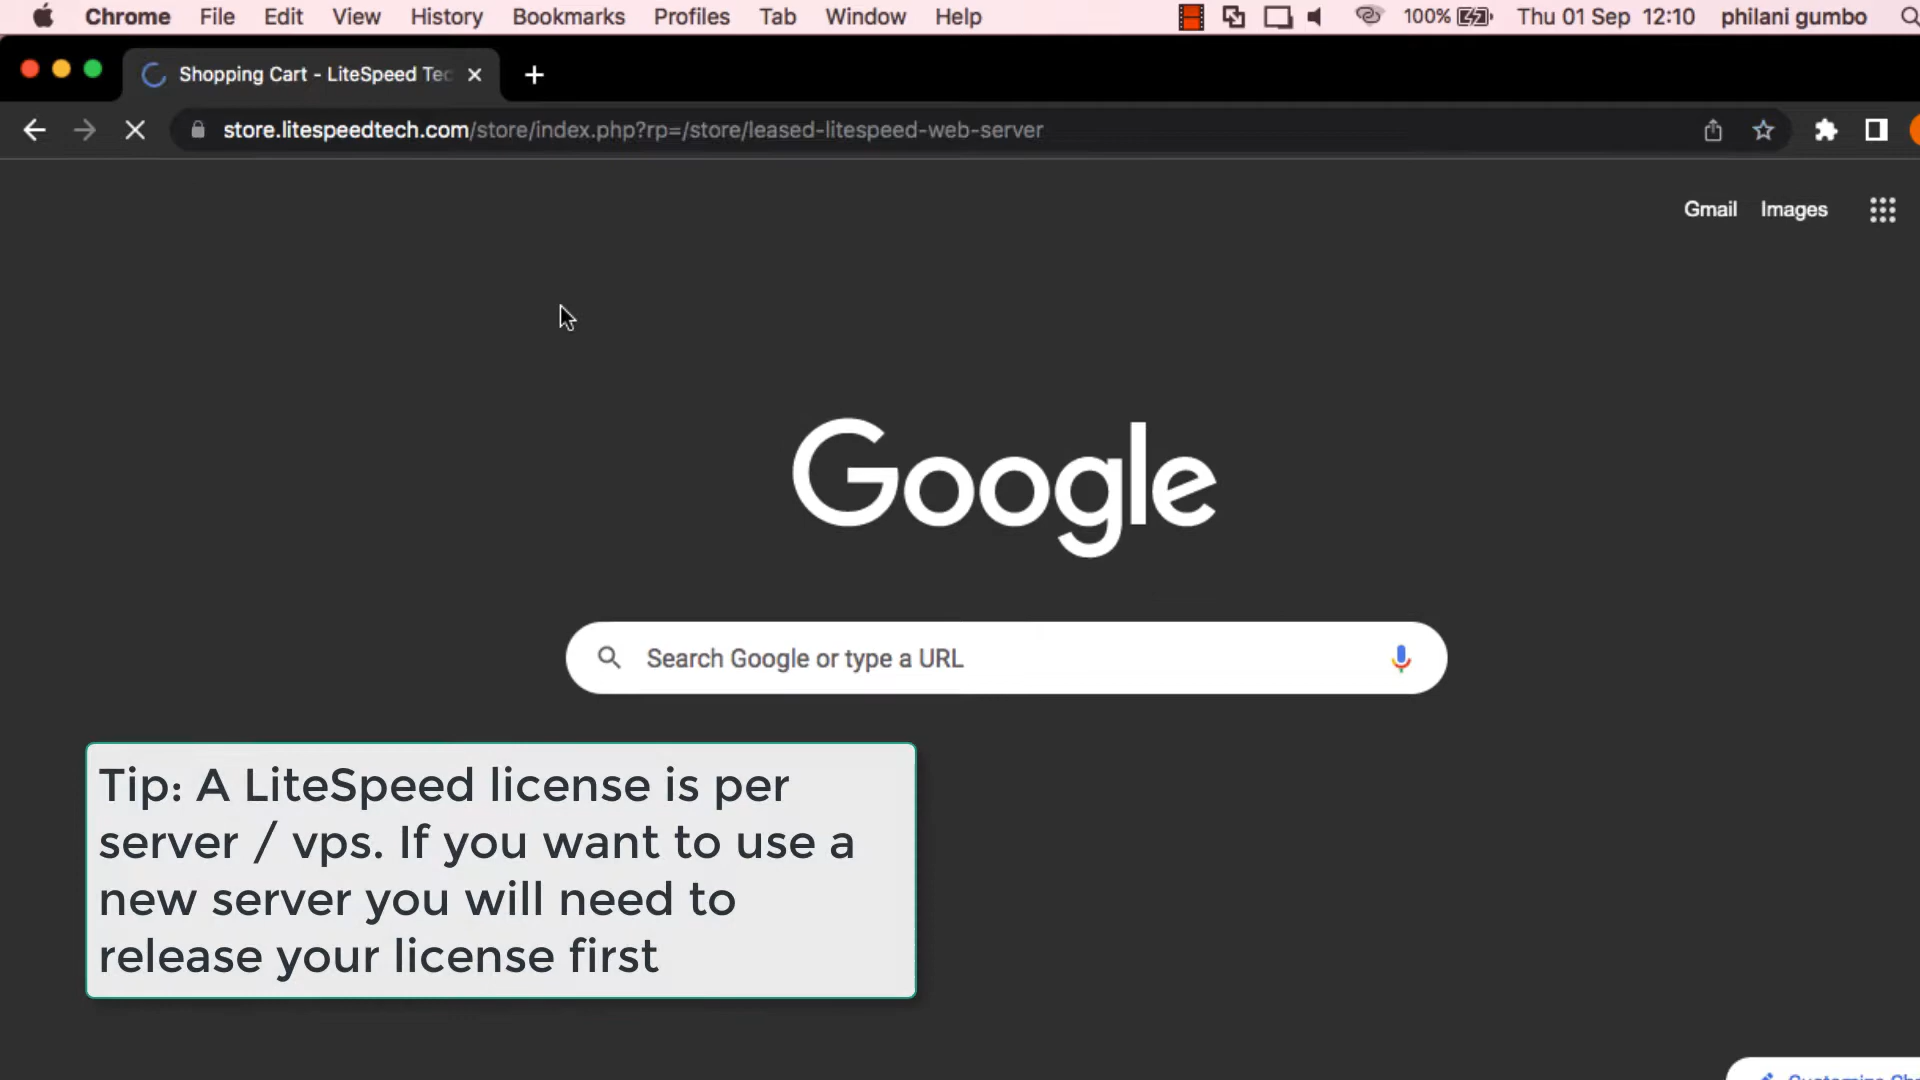 Chrome File Edit View History Bookmarks Profiles Tab Window Help 100% Thu 01 Sep 12:10 philani gumbo
Shopping Cart - LiteSpeed Tec
store.litespeedtech.com/store/index.php?rp=/store/leased-litespeed-web-server
Gmail Images
Google
Search Google or type a URL
Tip: A LiteSpeed license is per
server / vps. If you want to use a
new server you will need to
release your license first